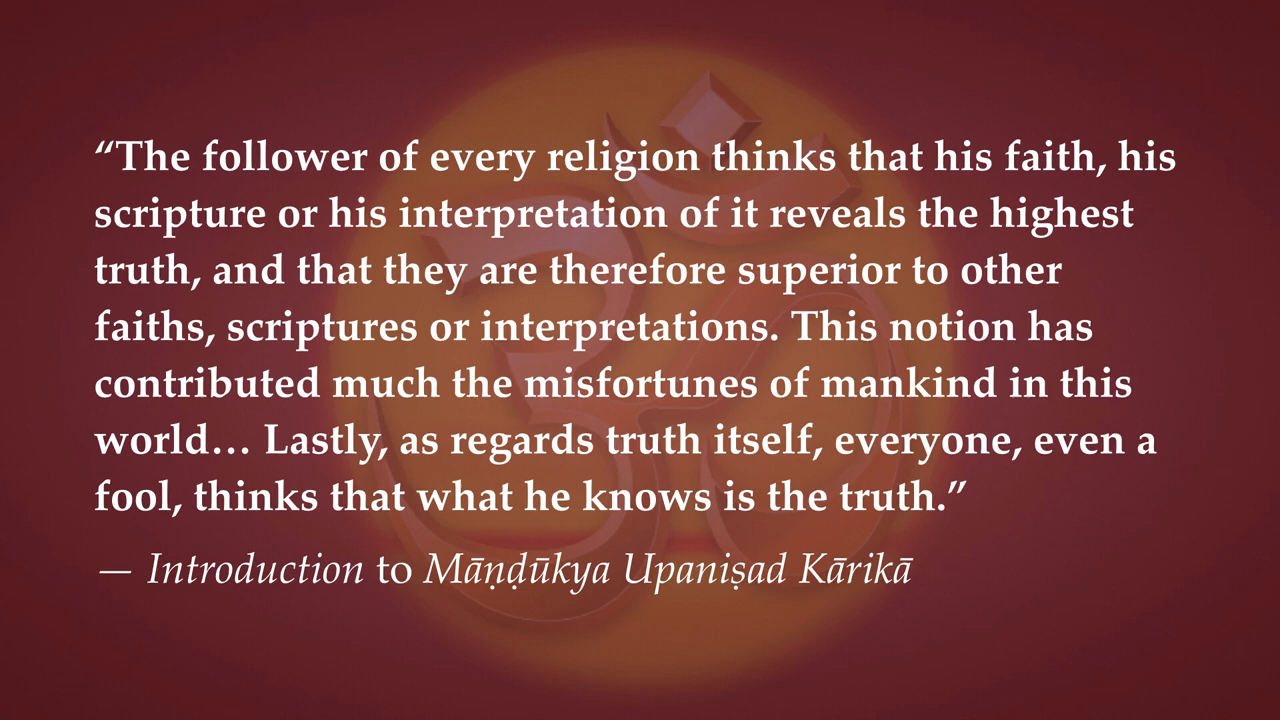 “The follower of every religion thinks that his faith, his
scripture or his interpretation of it reveals the highest
truth, and that they are therefore superior to other
faiths, scriptures or interpretations. This notion has
contributed much the misfortunes of mankind in this
world… Lastly, as regards truth itself, everyone, even a
fool, thinks that what he knows is the truth.”
— Introduction to Māṇḍūkya Upaniṣad Kārikā